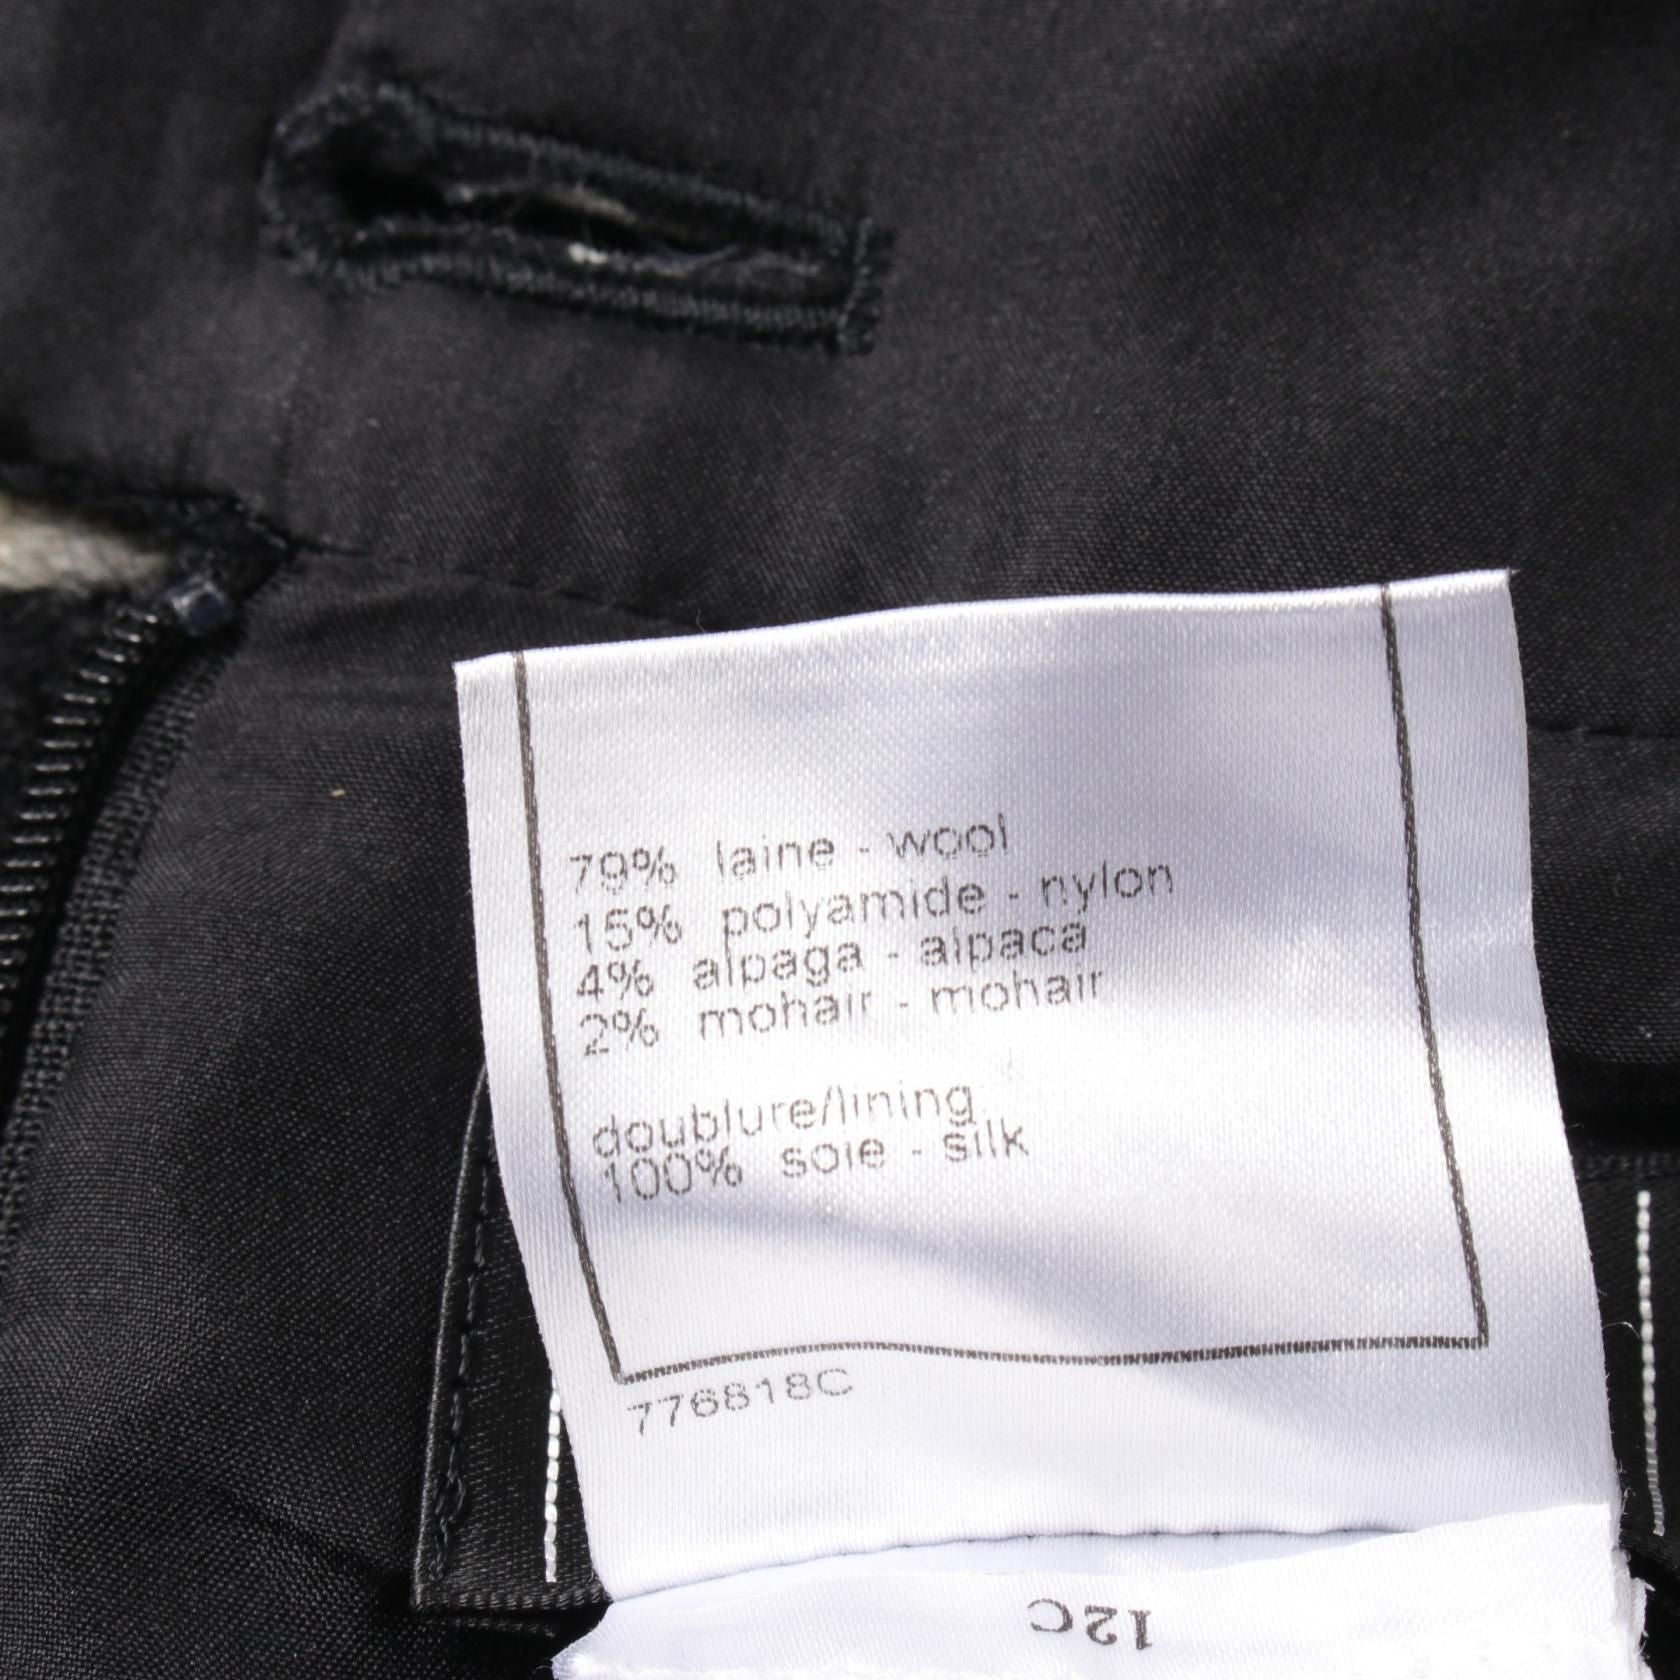 79% laine - wool
15% polyamide - nylon
4% alpaga - alpaca
2% mohair - mohair
doublure/lining
100% soie - silk
776818C
12C